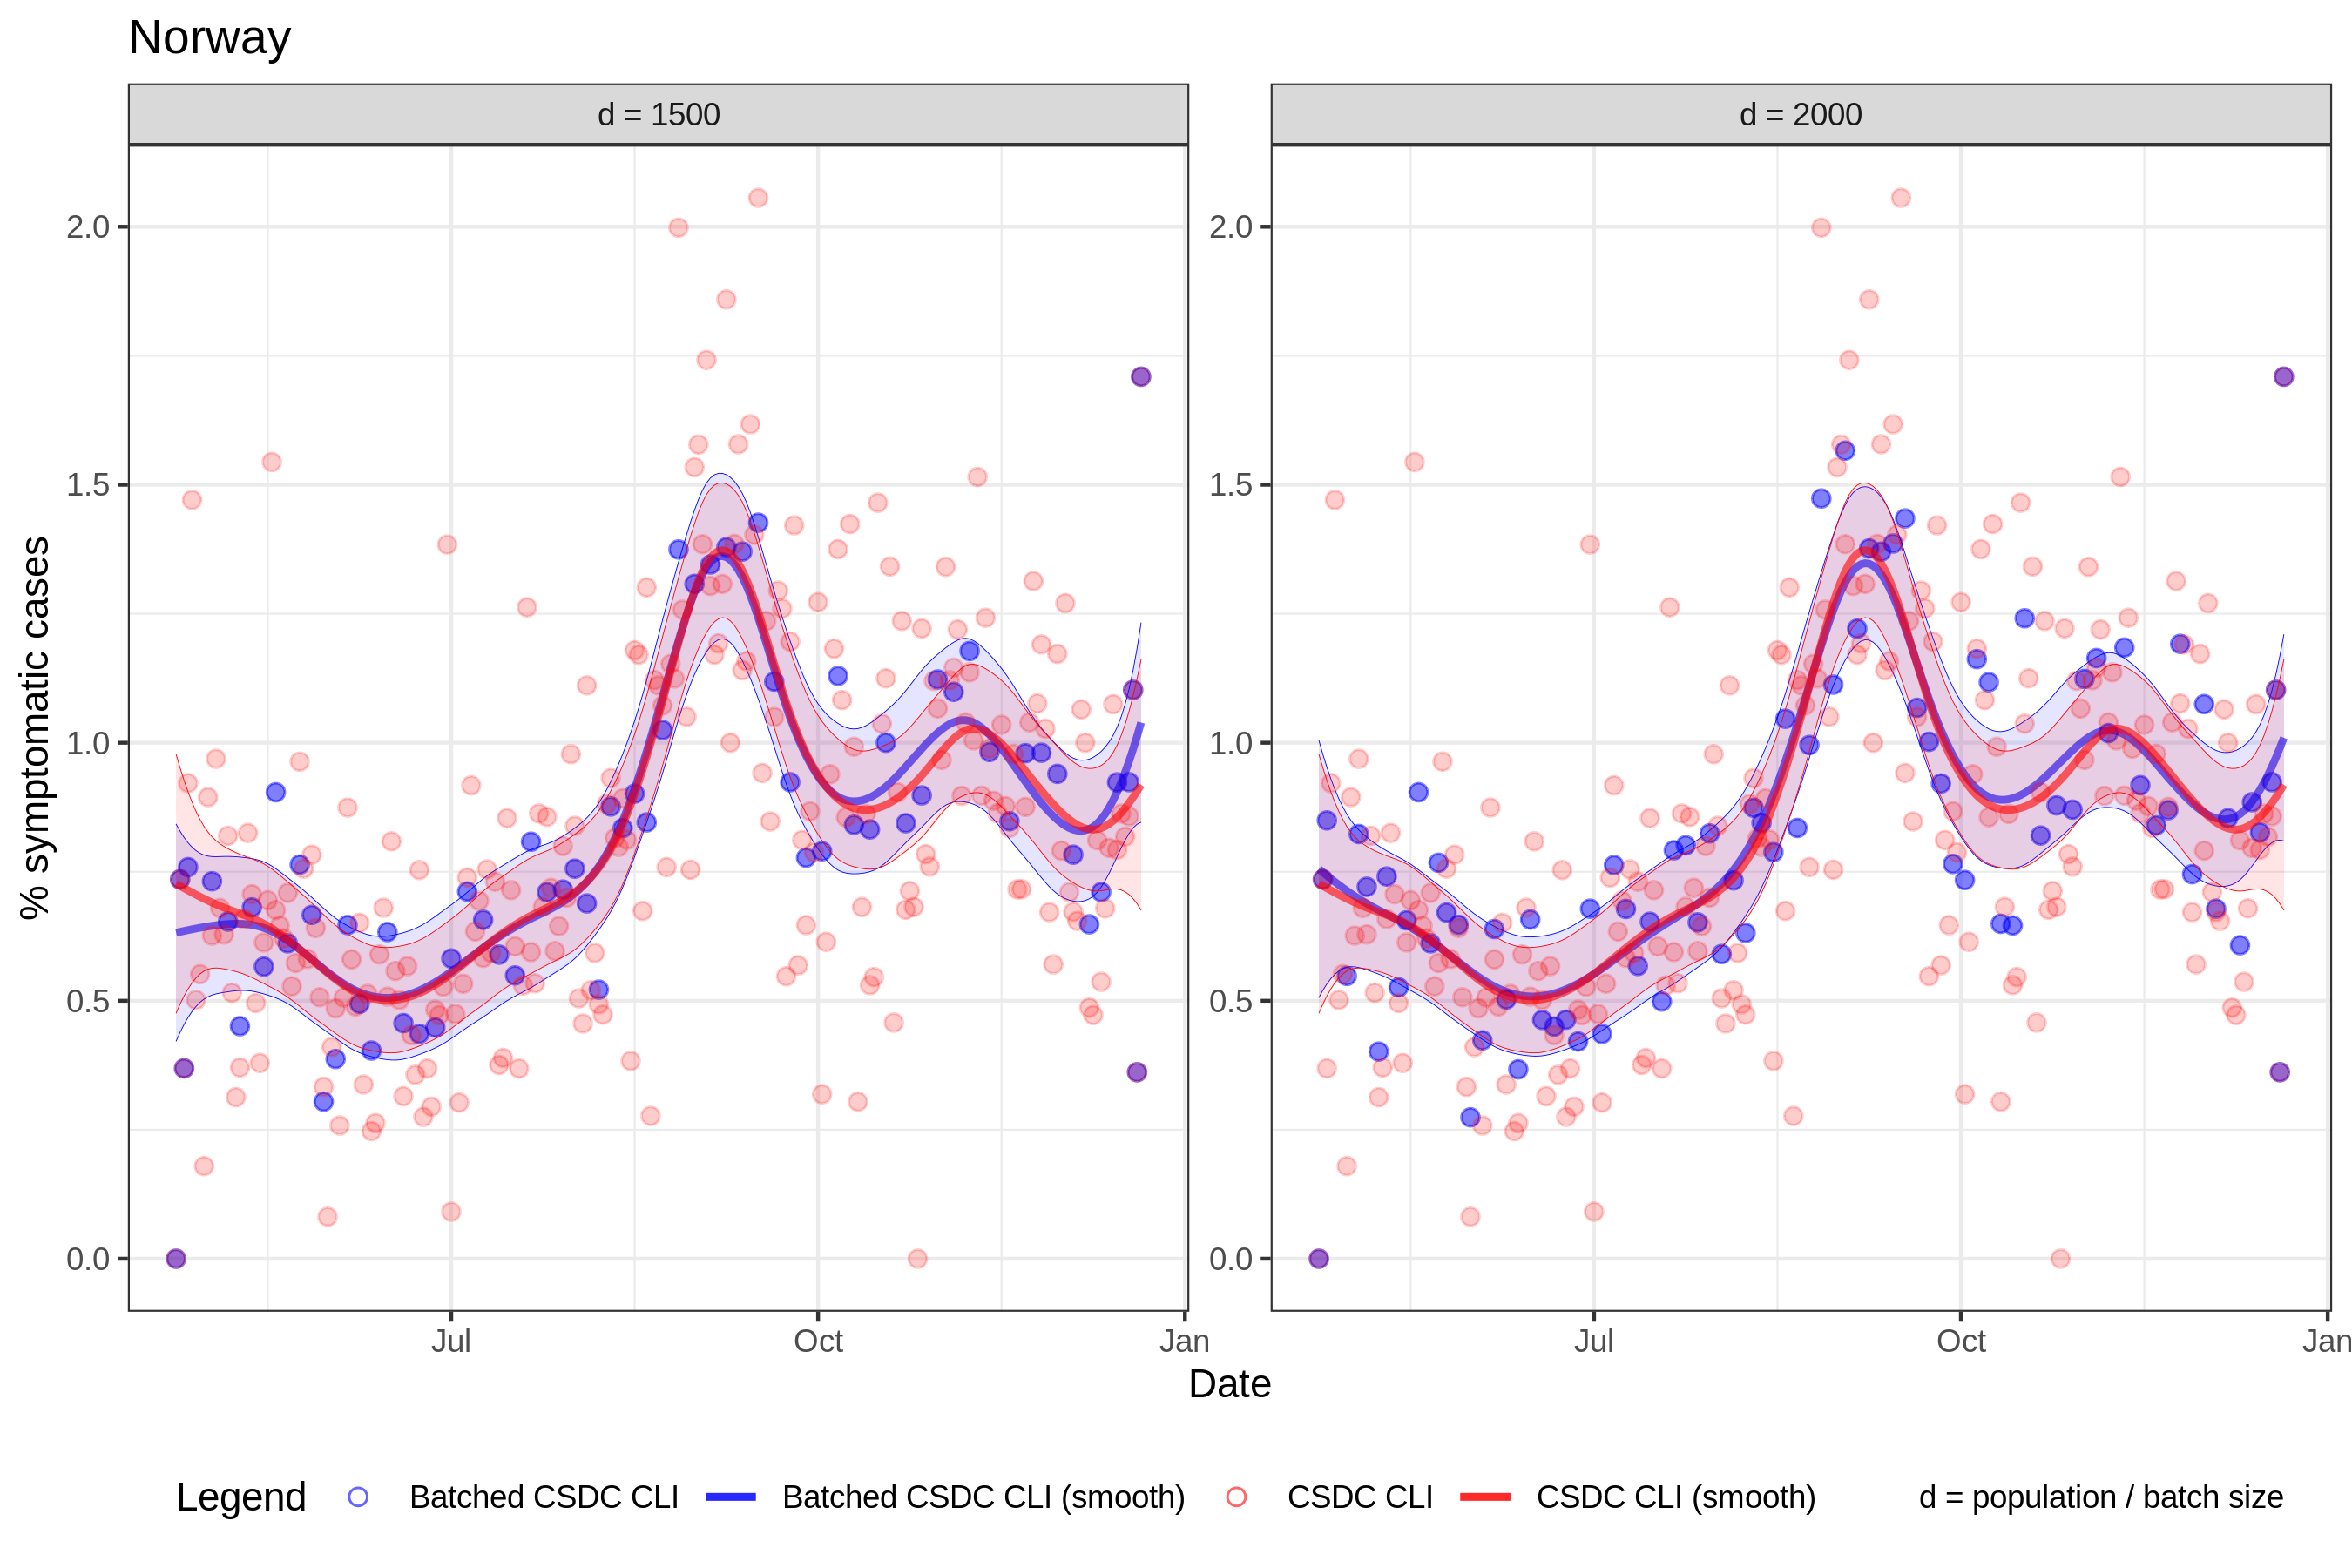 Norway
d = 1500
d = 2000
% symptomatic cases
2.0
1.5
1.0
0.5
0.0
2.0
1.5
1.0
0.5
0.0
Jul
Oct
Jan
Jul
Oct
Jan
Date
Legend
Batched CSDC CLI
Batched CSDC CLI (smooth)
CSDC CLI
CSDC CLI (smooth)
d = population / batch size